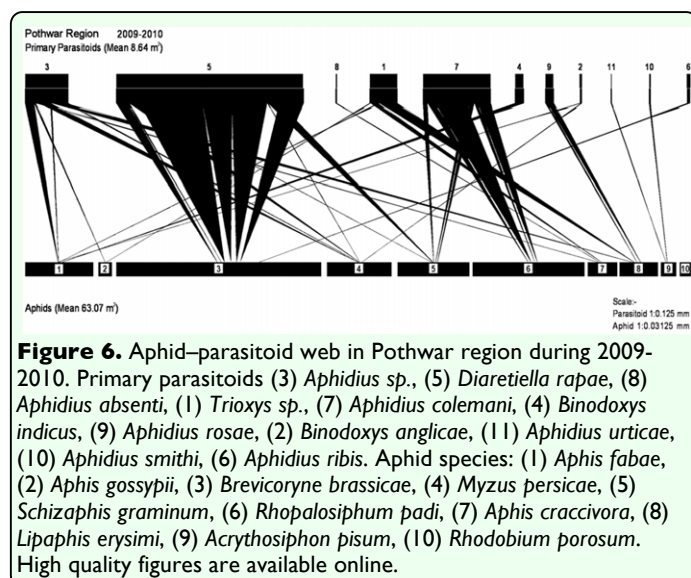 Pothwar Region 2009-2010
Primary Parasitoids (Mean 8.64 m²)
3 5 8 1 7 4 9 2 11 10 6
1 2 3 4 5 6 7 8 9 10
Aphids (Mean 63.07 m²)
Scale:-
Parasitoid 1:0.125 mm
Aphid 1:0.03125 mm
Figure 6. Aphid–parasitoid web in Pothwar region during 2009-
2010. Primary parasitoids (3) Aphidius sp., (5) Diaretiella rapae, (8)
Aphidius absenti, (1) Trioxys sp., (7) Aphidius colemani, (4) Binodoxys
indicus, (9) Aphidius rosae, (2) Binodoxys anglicae, (11) Aphidius urticae,
(10) Aphidius smithi, (6) Aphidius ribis. Aphid species: (1) Aphis fabae,
(2) Aphis gossypii, (3) Brevicoryne brassicae, (4) Myzus persicae, (5)
Schizaphis graminum, (6) Rhopalosiphum padi, (7) Aphis craccivora, (8)
Lipaphis erysimi, (9) Acrythosiphon pisum, (10) Rhodobium porosum.
High quality figures are available online.